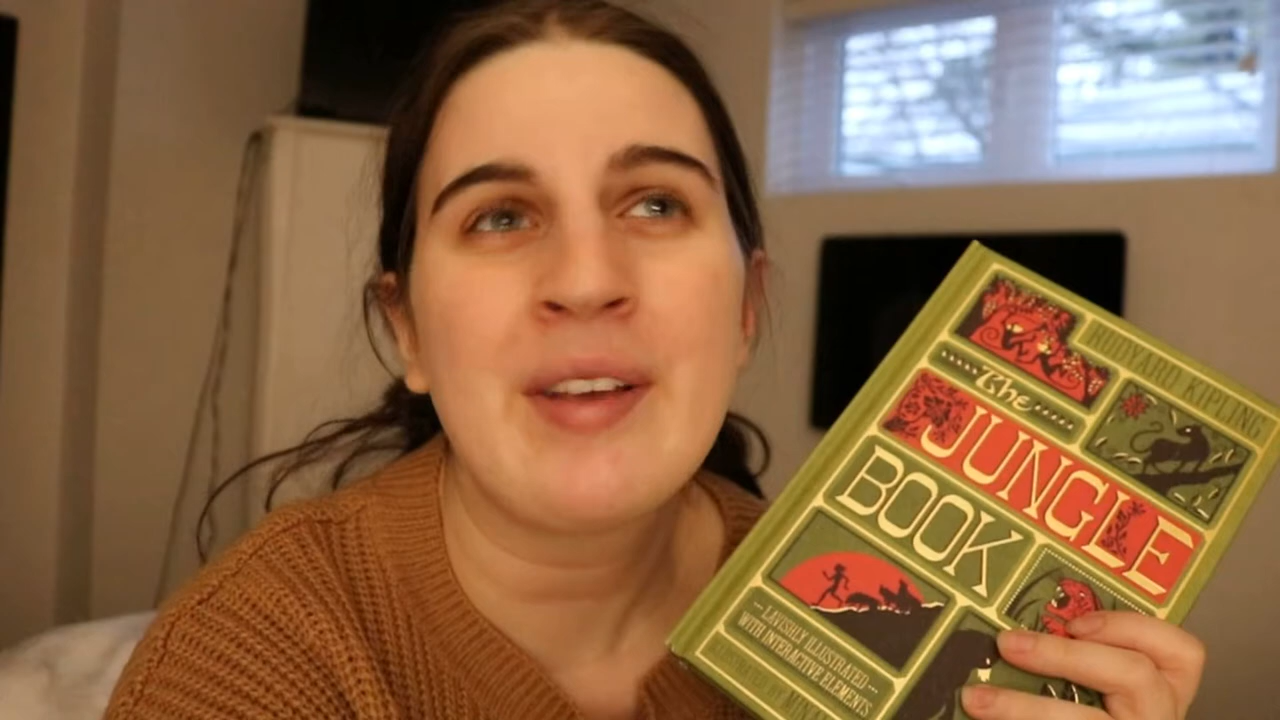 RUDYARD KIPLING
The
JUNGLE
BOOK
LAVISHLY ILLUSTRATED
WITH INTERACTIVE ELEMENTS